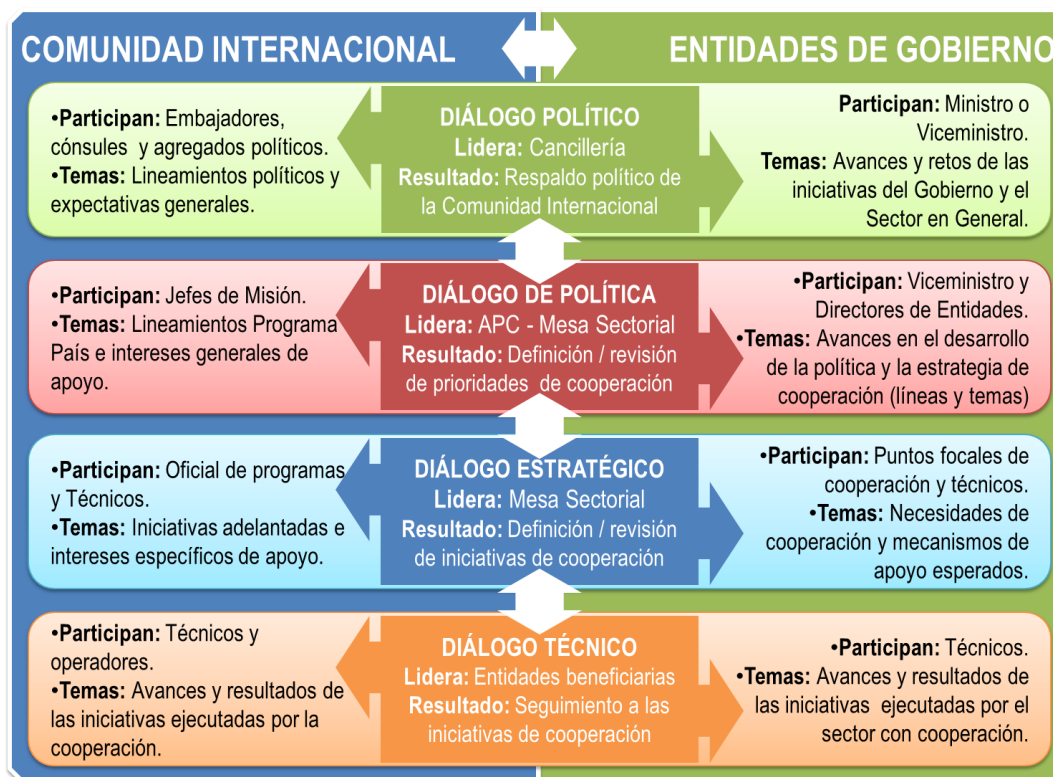 COMUNIDAD INTERNACIONAL
ENTIDADES DE GOBIERNO
•Participan: Embajadores,
cónsules y agregados políticos.
•Temas: Lineamientos políticos y
expectativas generales.
DIÁLOGO POLÍTICO
Lidera: Cancillería
Resultado: Respaldo político de
la Comunidad Internacional
Participan: Ministro o
Viceministro.
Temas: Avances y retos de las
iniciativas del Gobierno y el
Sector en General.
•Participan: Jefes de Misión.
•Temas: Lineamientos Programa
País e intereses generales de
apoyo.
DIÁLOGO DE POLÍTICA
Lidera: APC - Mesa Sectorial
Resultado: Definición / revisión
de prioridades de cooperación
•Participan: Viceministro y
Directores de Entidades.
•Temas: Avances en el desarrollo
de la política y la estrategia de
cooperación (líneas y temas)
•Participan: Oficial de programas
y Técnicos.
•Temas: Iniciativas adelantadas e
intereses específicos de apoyo.
DIÁLOGO ESTRATÉGICO
Lidera: Mesa Sectorial
Resultado: Definición / revisión
de iniciativas de cooperación
•Participan: Puntos focales de
cooperación y técnicos.
•Temas: Necesidades de
cooperación y mecanismos de
apoyo esperados.
•Participan: Técnicos y
operadores.
•Temas: Avances y resultados de
las iniciativas ejecutadas por la
cooperación.
DIÁLOGO TÉCNICO
Lidera: Entidades beneficiarias
Resultado: Seguimiento a las
iniciativas de cooperación
•Participan: Técnicos.
•Temas: Avances y resultados de
las iniciativas ejecutadas por el
sector con cooperación.